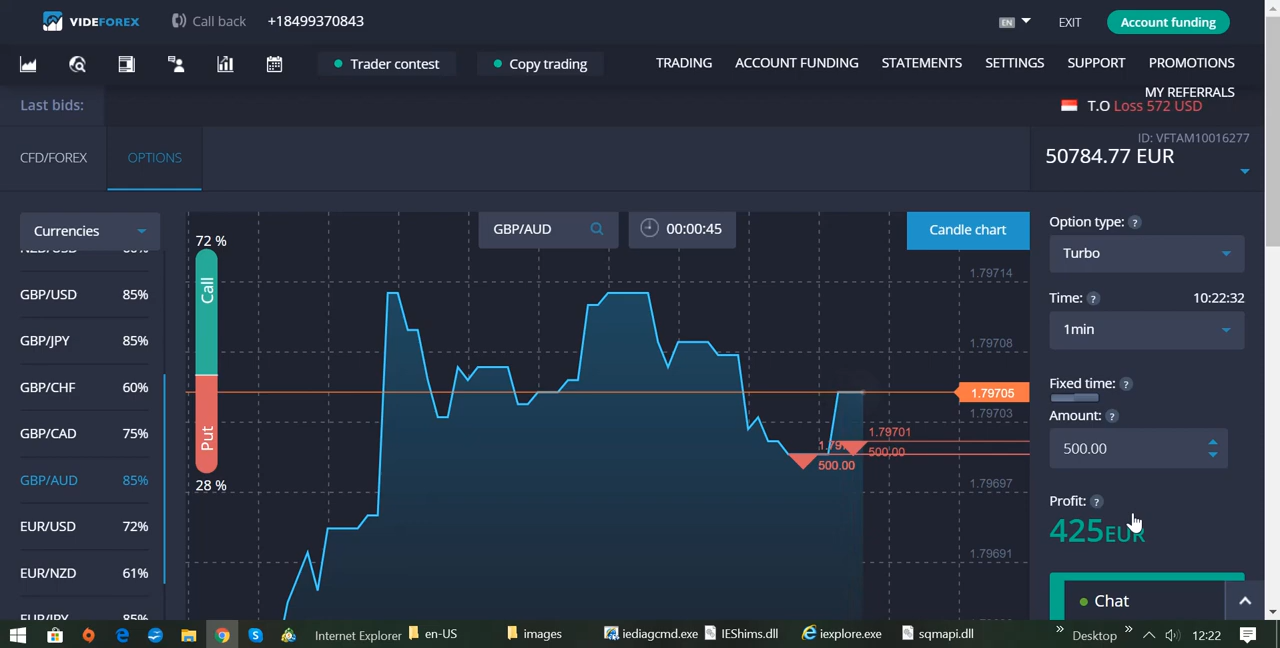 VIDEFOREX
Call back
+18499370843
EN
EXIT
Account funding
Trader contest
Copy trading
TRADING
ACCOUNT FUNDING
STATEMENTS
SETTINGS
SUPPORT
PROMOTIONS
MY REFERRALS
Last bids:
T.O Loss 572 USD
CFD/FOREX
OPTIONS
ID: VFTAM10016277
50784.77 EUR
Currencies
GBP/USD 85%
GBP/JPY 85%
GBP/CHF 60%
GBP/CAD 75%
GBP/AUD 85%
EUR/USD 72%
EUR/NZD 61%
72 %
Call
Put
28 %
GBP/AUD
00:00:45
Candle chart
1.79714
1.79708
1.79705
1.79703
1.79701
500.00
500.00
1.79697
1.79691
Option type: ?
Turbo
Time: ? 10:22:32
1min
Fixed time: ?
Amount: ?
500.00
Profit: ?
425EUR
Chat
Internet Explorer
en-US
images
iediagcmd.exe
IEShims.dll
iexplore.exe
sqmapi.dll
Desktop
12:22